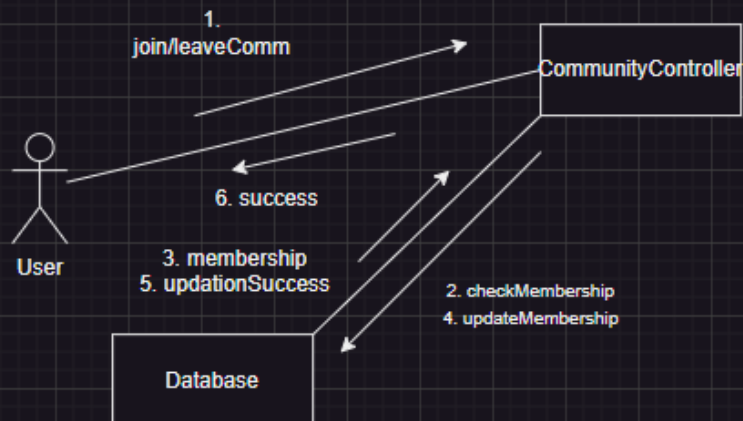 1.
join/leaveComm
CommunityController
6. success
User
3. membership
5. updationSuccess
2. checkMembership
4. updateMembership
Database